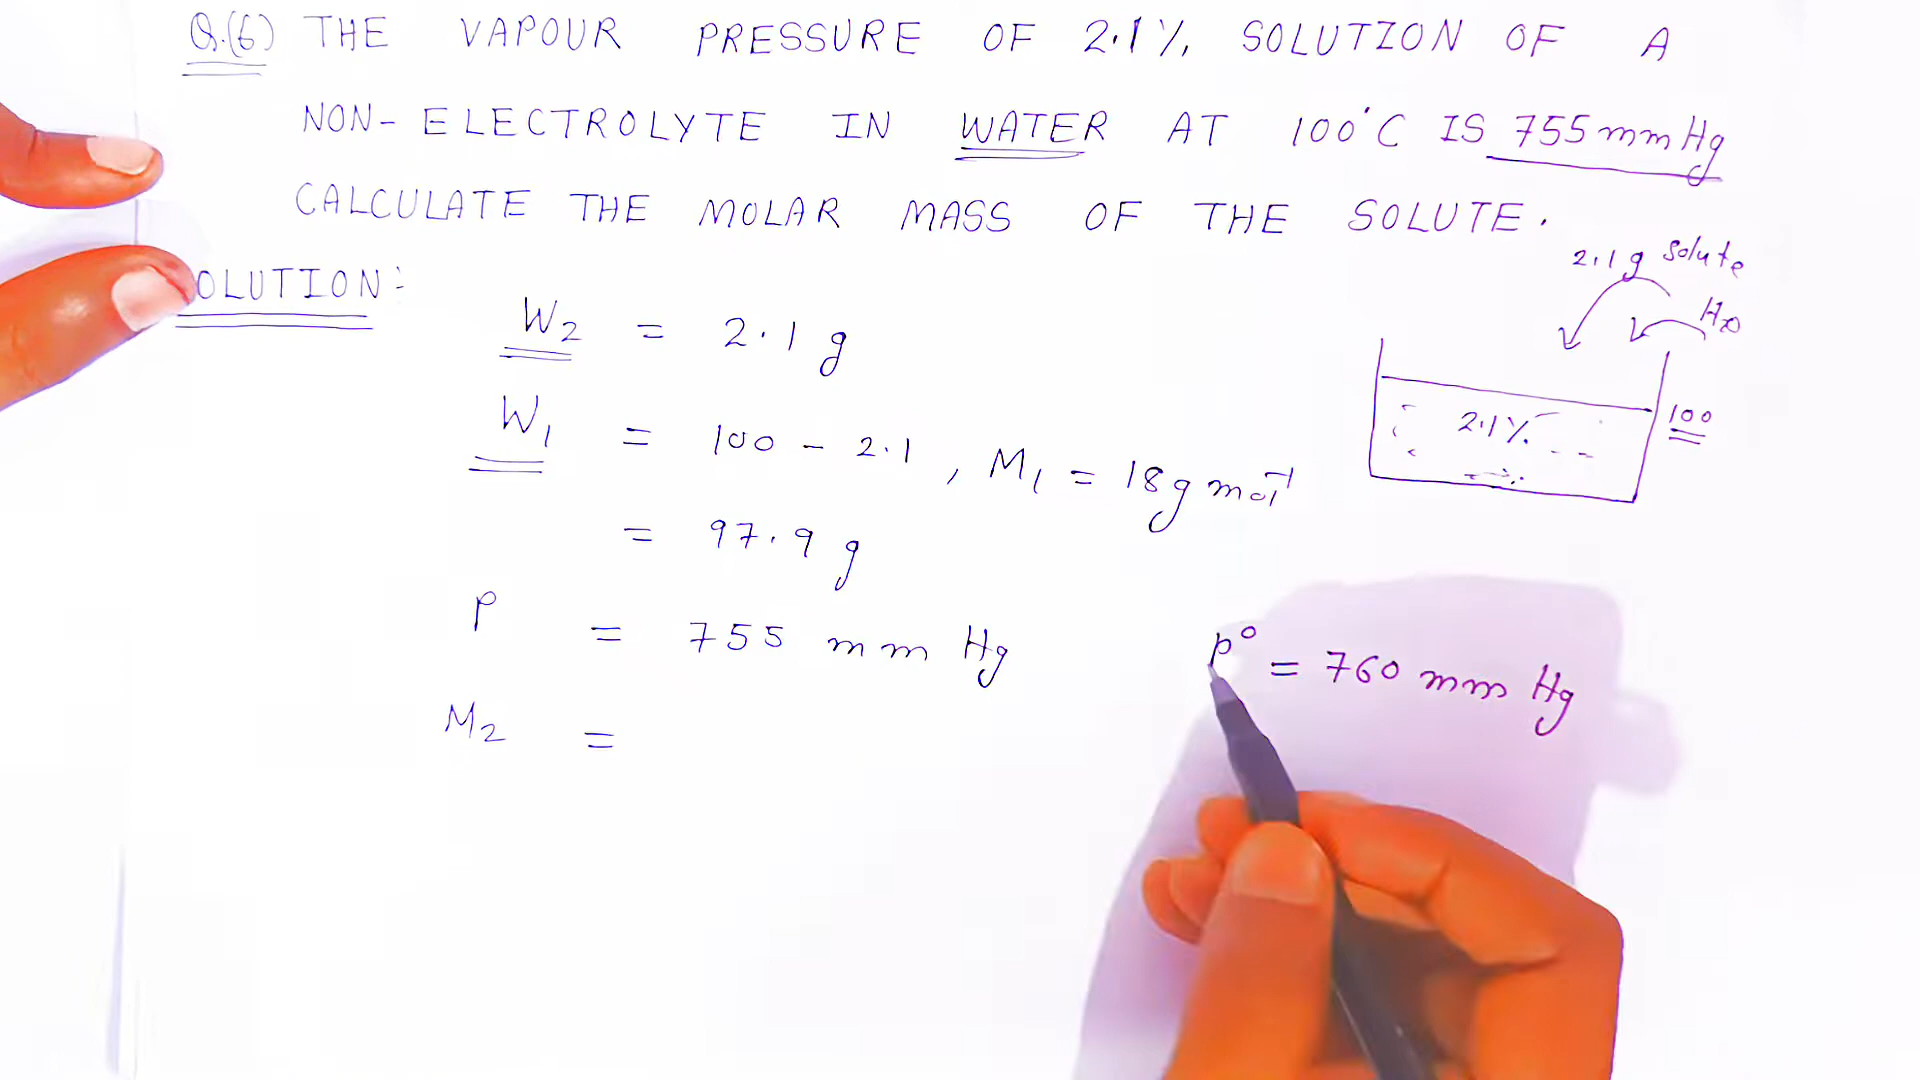 Q.(6) THE VAPOUR PRESSURE OF 2.1% SOLUTION OF A
NON-ELECTROLYTE IN WATER AT 100°C IS 755 mm Hg
CALCULATE THE MOLAR MASS OF THE SOLUTE.
2.1 g solute
OLUTION:
W2 = 2.1 g
2.1%
100
W1 = 100 - 2.1, M1 = 18 g mol-1
= 97.9 g
P = 755 mm Hg
p° = 760 mm Hg
M2 =